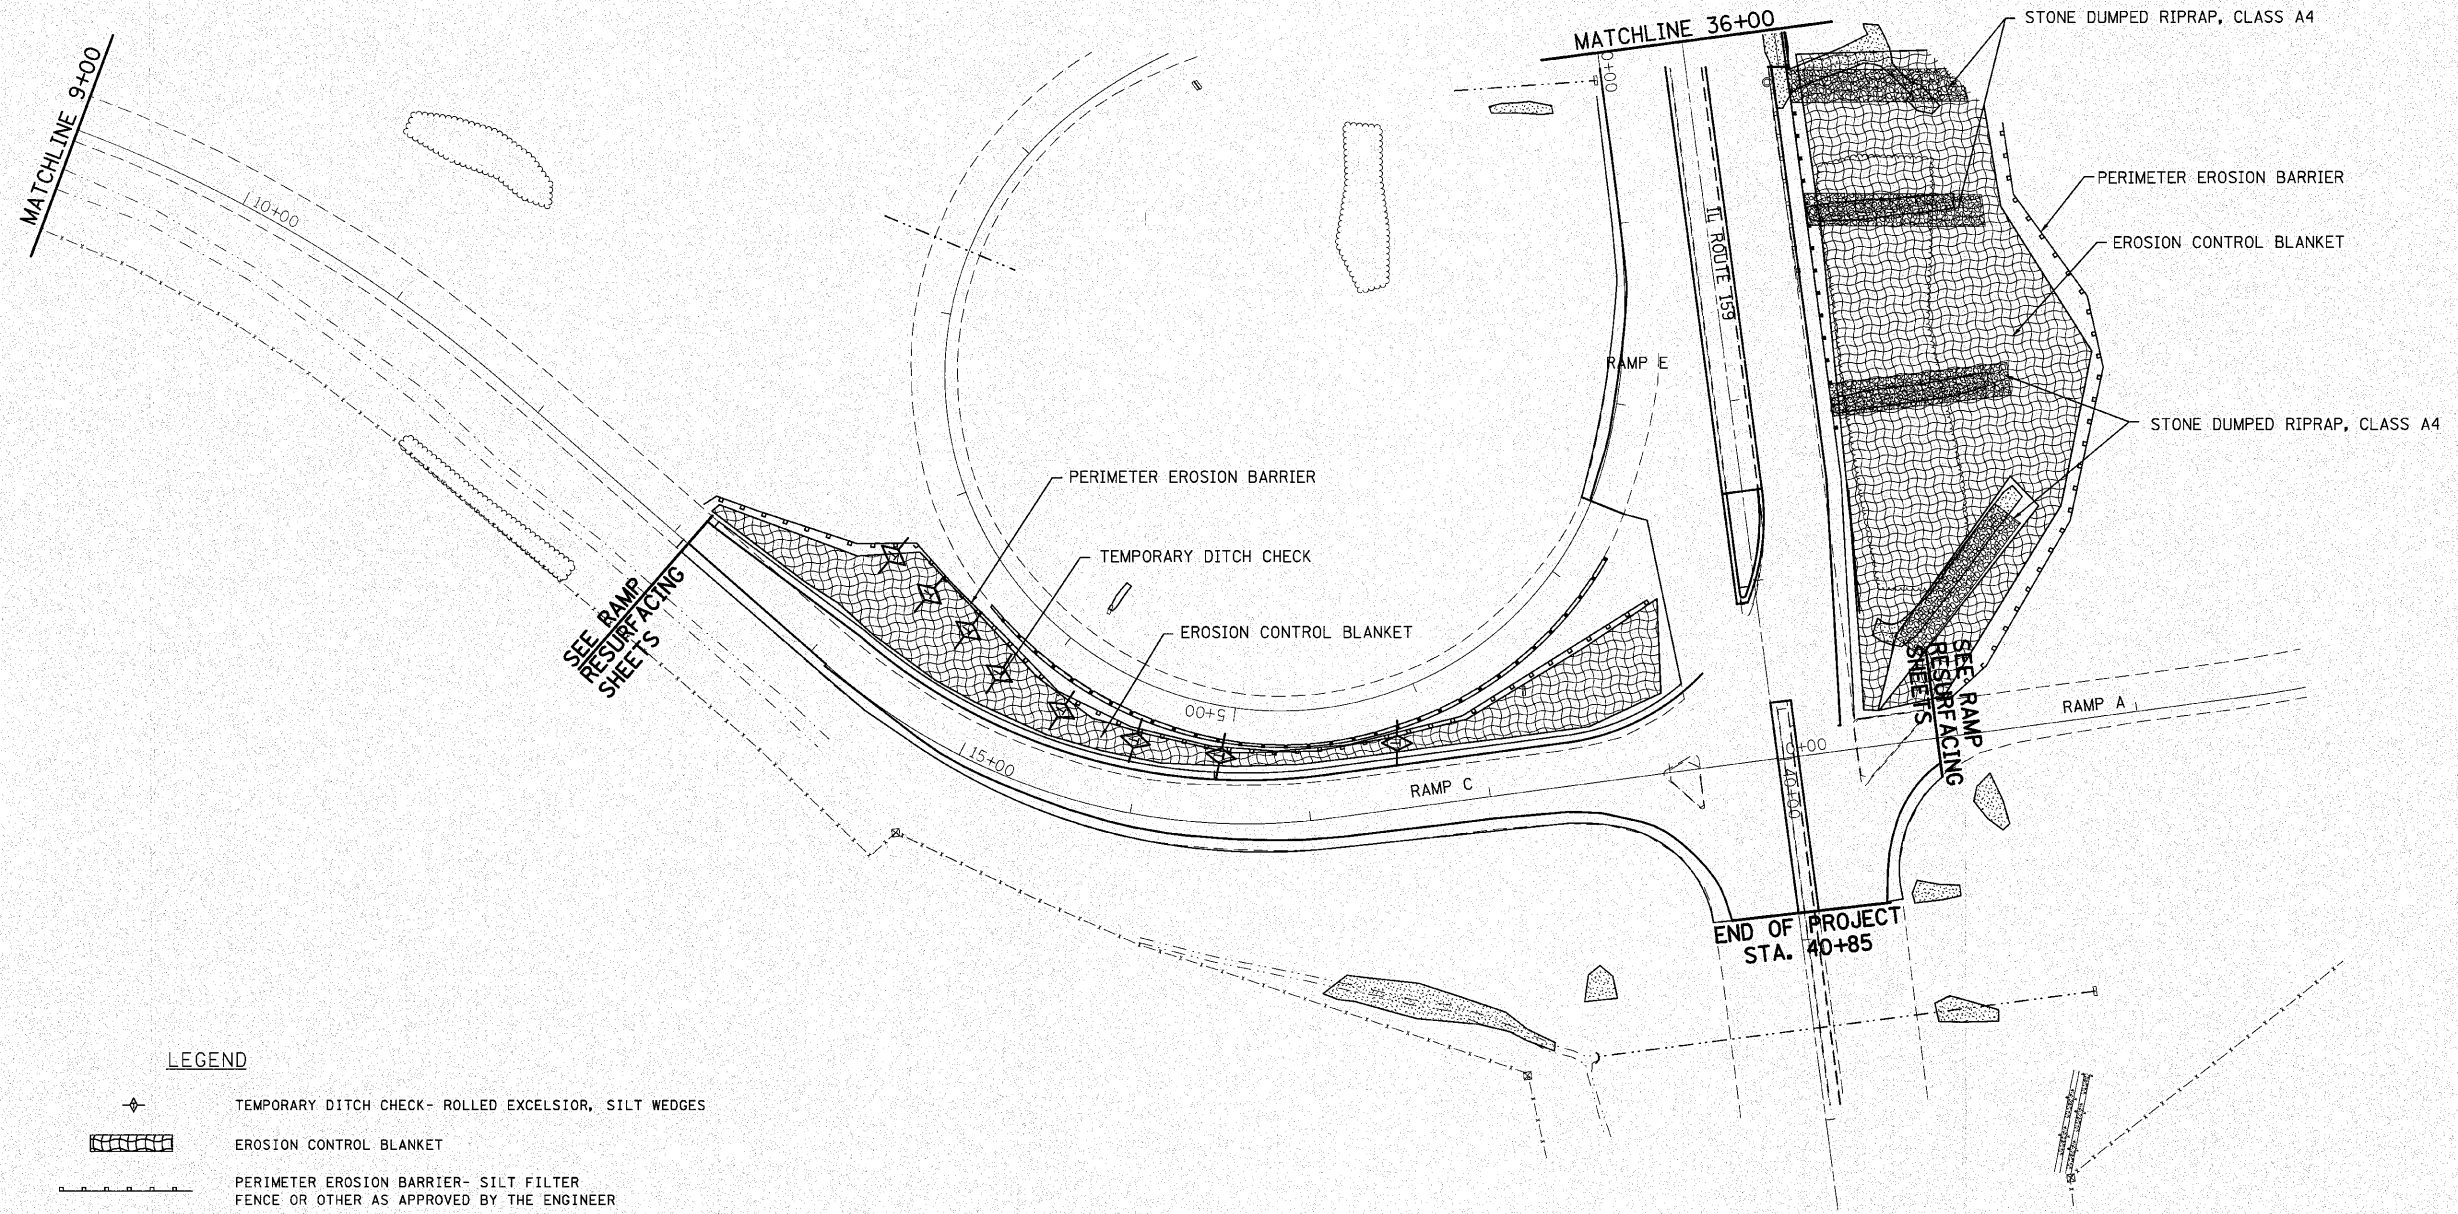 MATCHLINE 36+00
STONE DUMPED RIPRAP, CLASS A4
MATCHLINE 9+00
0+00
10+00
PERIMETER EROSION BARRIER
EROSION CONTROL BLANKET
IL ROUTE 159
RAMP E
STONE DUMPED RIPRAP, CLASS A4
PERIMETER EROSION BARRIER
TEMPORARY DITCH CHECK
EROSION CONTROL BLANKET
SEE RAMP
RESURFACING
SHEETS
5+00
15+00
RAMP C
SEE RAMP
RESURFACING
SHEETS
RAMP A
0+00
40+00
END OF PROJECT
STA. 40+85
LEGEND
TEMPORARY DITCH CHECK- ROLLED EXCELSIOR, SILT WEDGES
EROSION CONTROL BLANKET
PERIMETER EROSION BARRIER- SILT FILTER
FENCE OR OTHER AS APPROVED BY THE ENGINEER